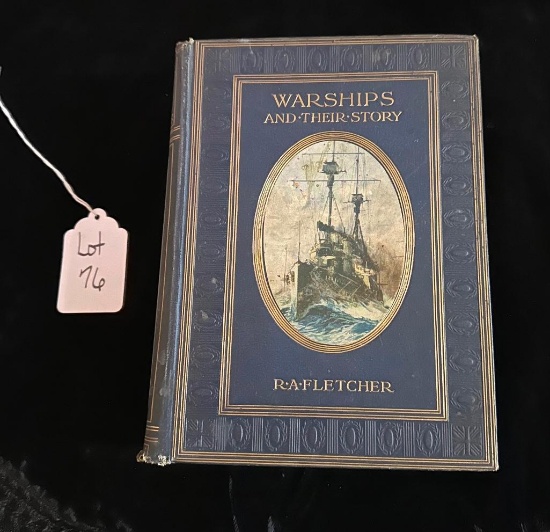 WARSHIPS
AND·THEIR·STORY
R·A·FLETCHER
Lot
76